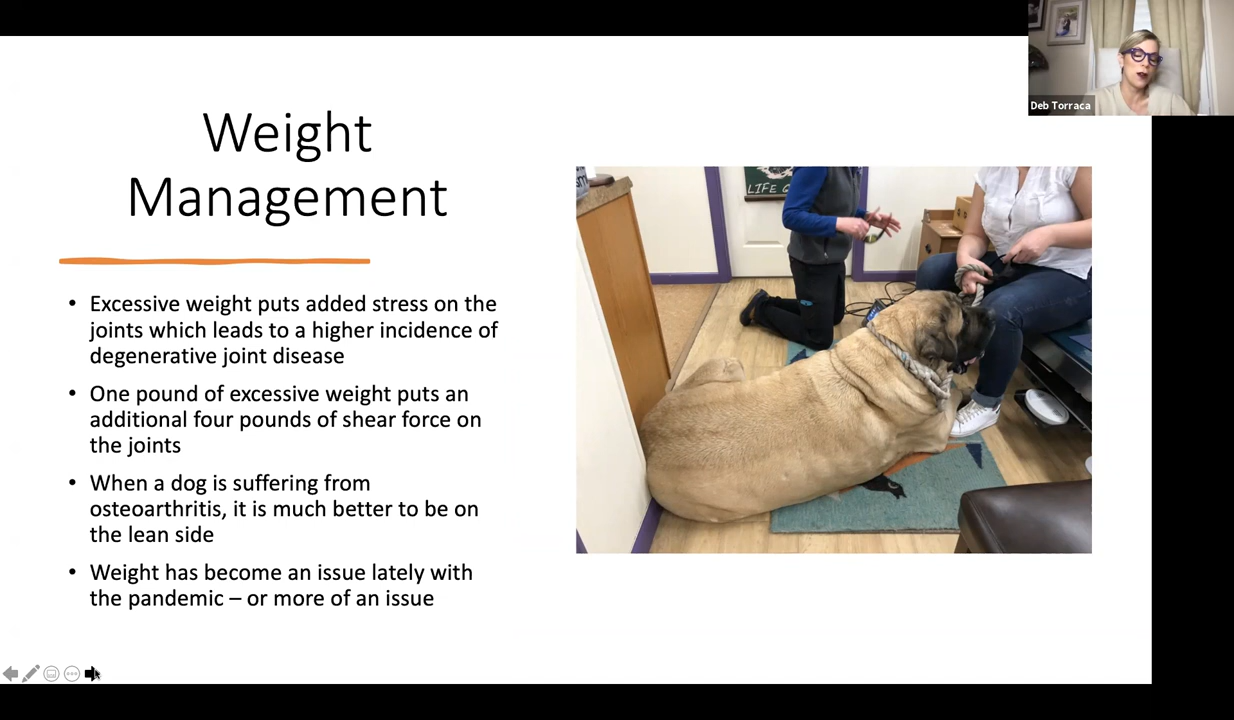 Deb Torraca
Weight
Management
• Excessive weight puts added stress on the
joints which leads to a higher incidence of
degenerative joint disease
• One pound of excessive weight puts an
additional four pounds of shear force on
the joints
• When a dog is suffering from
osteoarthritis, it is much better to be on
the lean side
• Weight has become an issue lately with
the pandemic – or more of an issue
LIFE